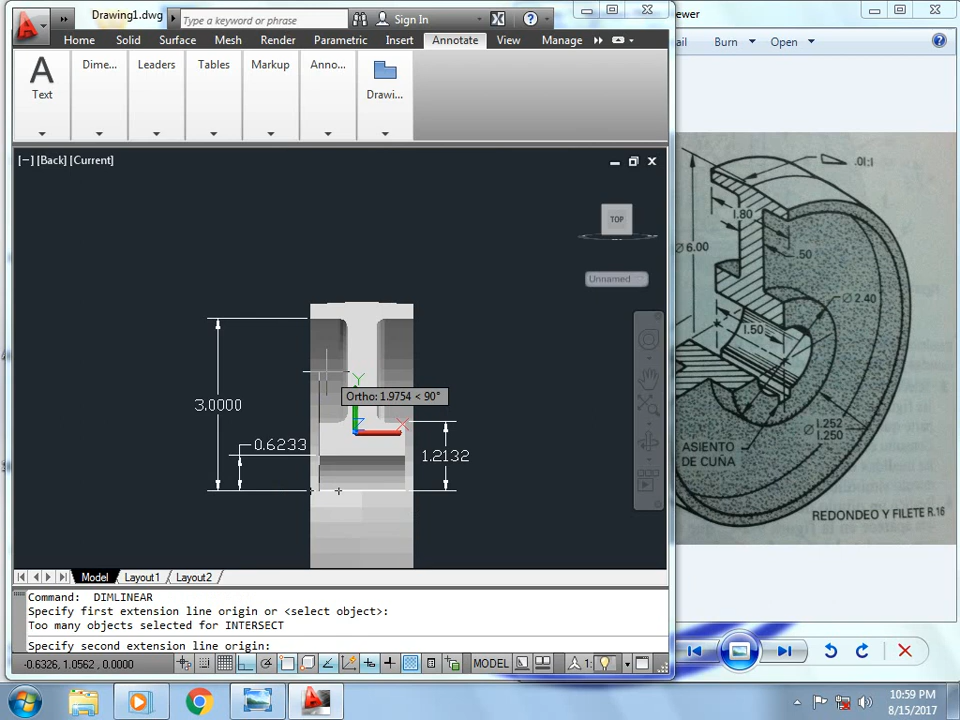 Drawing1.dwg
Type a keyword or phrase
Sign In
Home Solid Surface Mesh Render Parametric Insert Annotate View Manage
A
Text
Dime...
Leaders
Tables
Markup
Anno...
Drawi...
[−] [Back] [Current]
TOP
Unnamed
3.0000
0.6233
1.2132
Y
X
Z
Ortho: 1.9754 < 90°
Model Layout1 Layout2
Command: DIMLINEAR
Specify first extension line origin or <select object>:
Too many objects selected for INTERSECT
Specify second extension line origin:
-0.6326, 1.0562, 0.0000
MODEL
1:
ewer
ail Burn Open
.01:1
1.80
Ø 6.00
.50
Ø 2.40
1.50
Ø 1.252
1.250
ASIENTO
DE CUÑA
REDONDEO Y FILETE R.16
10:59 PM
8/15/2017